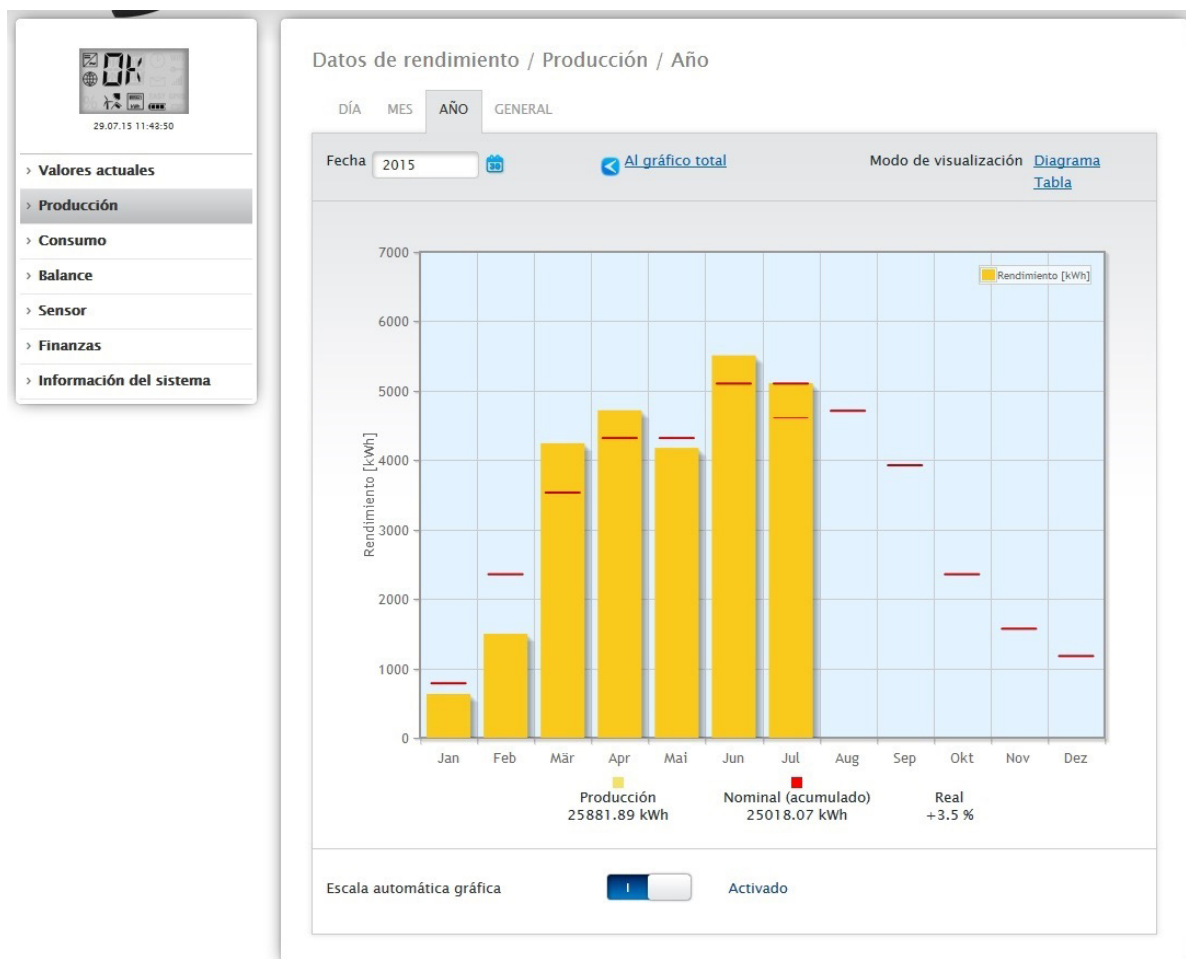 OK
29.07.15 11:43:50
› Valores actuales
› Producción
› Consumo
› Balance
› Sensor
› Finanzas
› Información del sistema
Datos de rendimiento / Producción / Año
DÍA MES AÑO GENERAL
Fecha 2015 Al gráfico total Modo de visualización Diagrama
Tabla
Rendimiento [kWh]
7000
6000
5000
4000
3000
2000
1000
0
Rendimiento [kWh]
Jan Feb Mär Apr Mai Jun Jul Aug Sep Okt Nov Dez
Producción Nominal (acumulado) Real
25881.89 kWh 25018.07 kWh +3.5 %
Escala automática gráfica I Activado